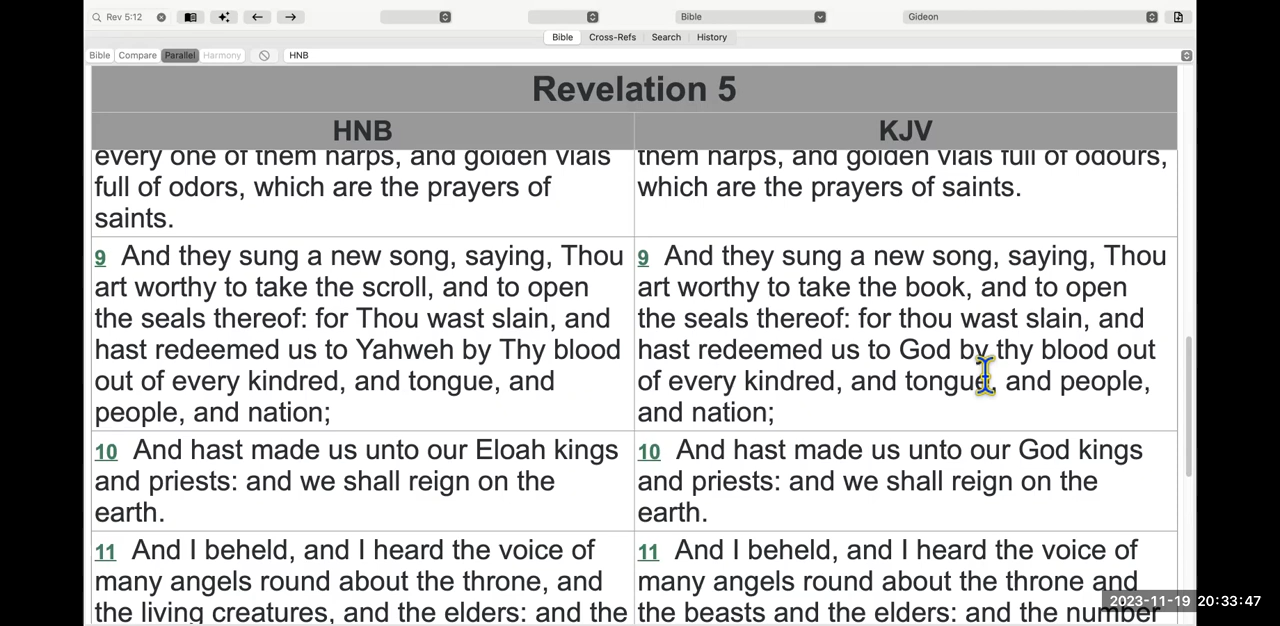 Rev 5:12
Bible
Gideon
Bible Cross-Refs Search History
Bible Compare Parallel Harmony HNB
Revelation 5
HNB
every one of them harps, and golden vials
full of odors, which are the prayers of
saints.
9 And they sung a new song, saying, Thou
art worthy to take the scroll, and to open
the seals thereof: for Thou wast slain, and
hast redeemed us to Yahweh by Thy blood
out of every kindred, and tongue, and
people, and nation;
10 And hast made us unto our Eloah kings
and priests: and we shall reign on the
earth.
11 And I beheld, and I heard the voice of
many angels round about the throne, and
the living creatures, and the elders: and the
KJV
them harps, and golden vials full of odours,
which are the prayers of saints.
9 And they sung a new song, saying, Thou
art worthy to take the book, and to open
the seals thereof: for thou wast slain, and
hast redeemed us to God by thy blood out
of every kindred, and tongue, and people,
and nation;
10 And hast made us unto our God kings
and priests: and we shall reign on the
earth.
11 And I beheld, and I heard the voice of
many angels round about the throne and
the beasts and the elders: and the number
2023-11-19 20:33:47